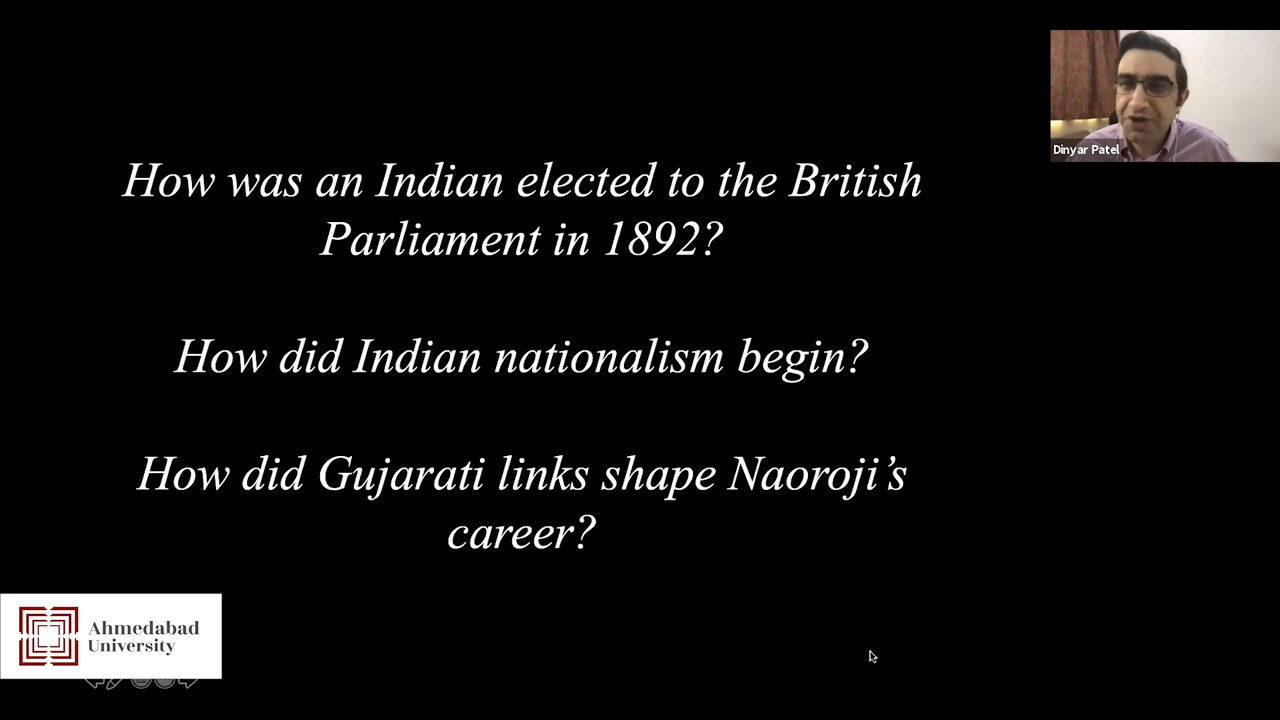 How was an Indian elected to the British
Parliament in 1892?
How did Indian nationalism begin?
How did Gujarati links shape Naoroji’s
career?
Dinyar Patel
Ahmedabad
University